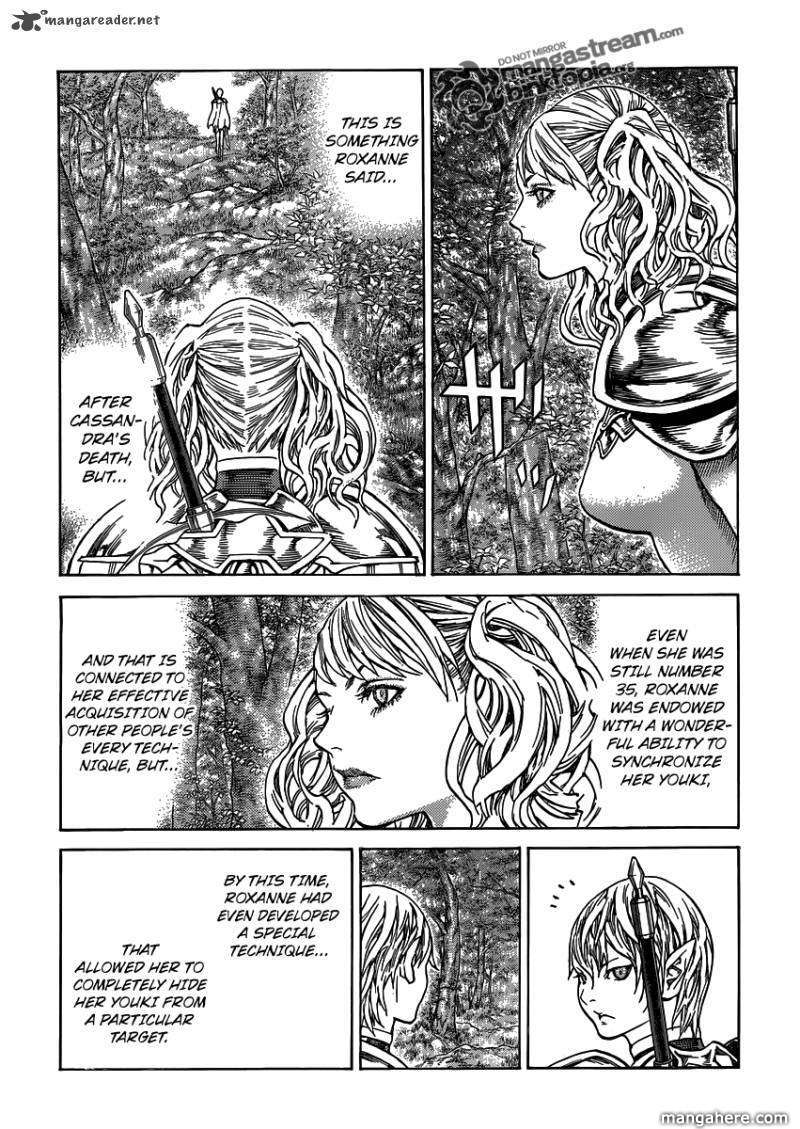 mangareader.net
DO NOT MIRROR
mangastream.com
binktopia.org
THIS IS
SOMETHING
ROXANNE
SAID...
AFTER
CASSAN-
DRA'S
DEATH,
BUT...
EVEN
WHEN SHE WAS
STILL NUMBER
35, ROXANNE
WAS ENDOWED
WITH A WONDER-
FUL ABILITY TO
SYNCHRONIZE
HER YOUKI,
AND THAT IS
CONNECTED TO
HER EFFECTIVE
ACQUISITION OF
OTHER PEOPLE'S
EVERY TECH-
NIQUE, BUT...
BY THIS TIME,
ROXANNE HAD
EVEN DEVELOPED
A SPECIAL
TECHNIQUE...
THAT
ALLOWED HER TO
COMPLETELY HIDE
HER YOUKI FROM
A PARTICULAR
TARGET.
mangahere.com